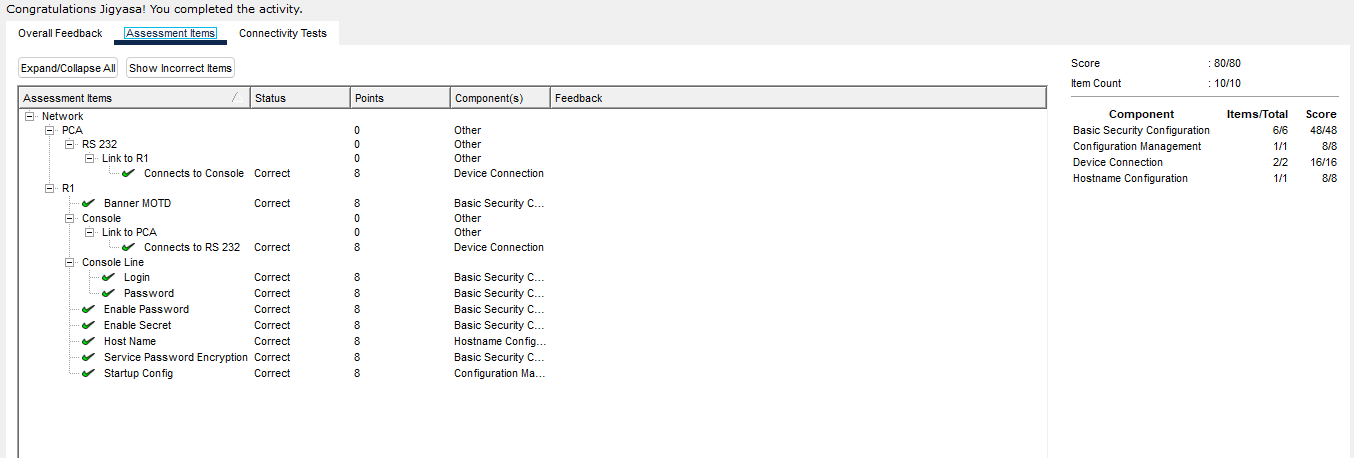 Congratulations Jigyasa! You completed the activity.
Overall Feedback Assessment Items Connectivity Tests
Expand/Collapse All Show Incorrect Items
Assessment Items Status Points Component(s) Feedback
Network
PCA 0 Other
RS 232 0 Other
Link to R1 0 Other
Connects to Console Correct 8 Device Connection
R1
Banner MOTD Correct 8 Basic Security C...
Console 0 Other
Link to PCA 0 Other
Connects to RS 232 Correct 8 Device Connection
Console Line
Login Correct 8 Basic Security C...
Password Correct 8 Basic Security C...
Enable Password Correct 8 Basic Security C...
Enable Secret Correct 8 Basic Security C...
Host Name Correct 8 Hostname Config...
Service Password Encryption Correct 8 Basic Security C...
Startup Config Correct 8 Configuration Ma...
Score : 80/80
Item Count : 10/10
Component Items/Total Score
Basic Security Configuration 6/6 48/48
Configuration Management 1/1 8/8
Device Connection 2/2 16/16
Hostname Configuration 1/1 8/8